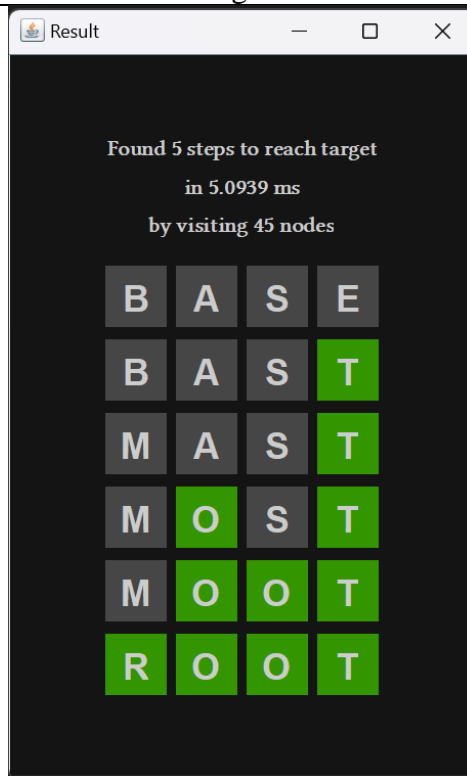 Result
Found 5 steps to reach target
in 5.0939 ms
by visiting 45 nodes
B A S E
B A S T
M A S T
M O S T
M O O T
R O O T